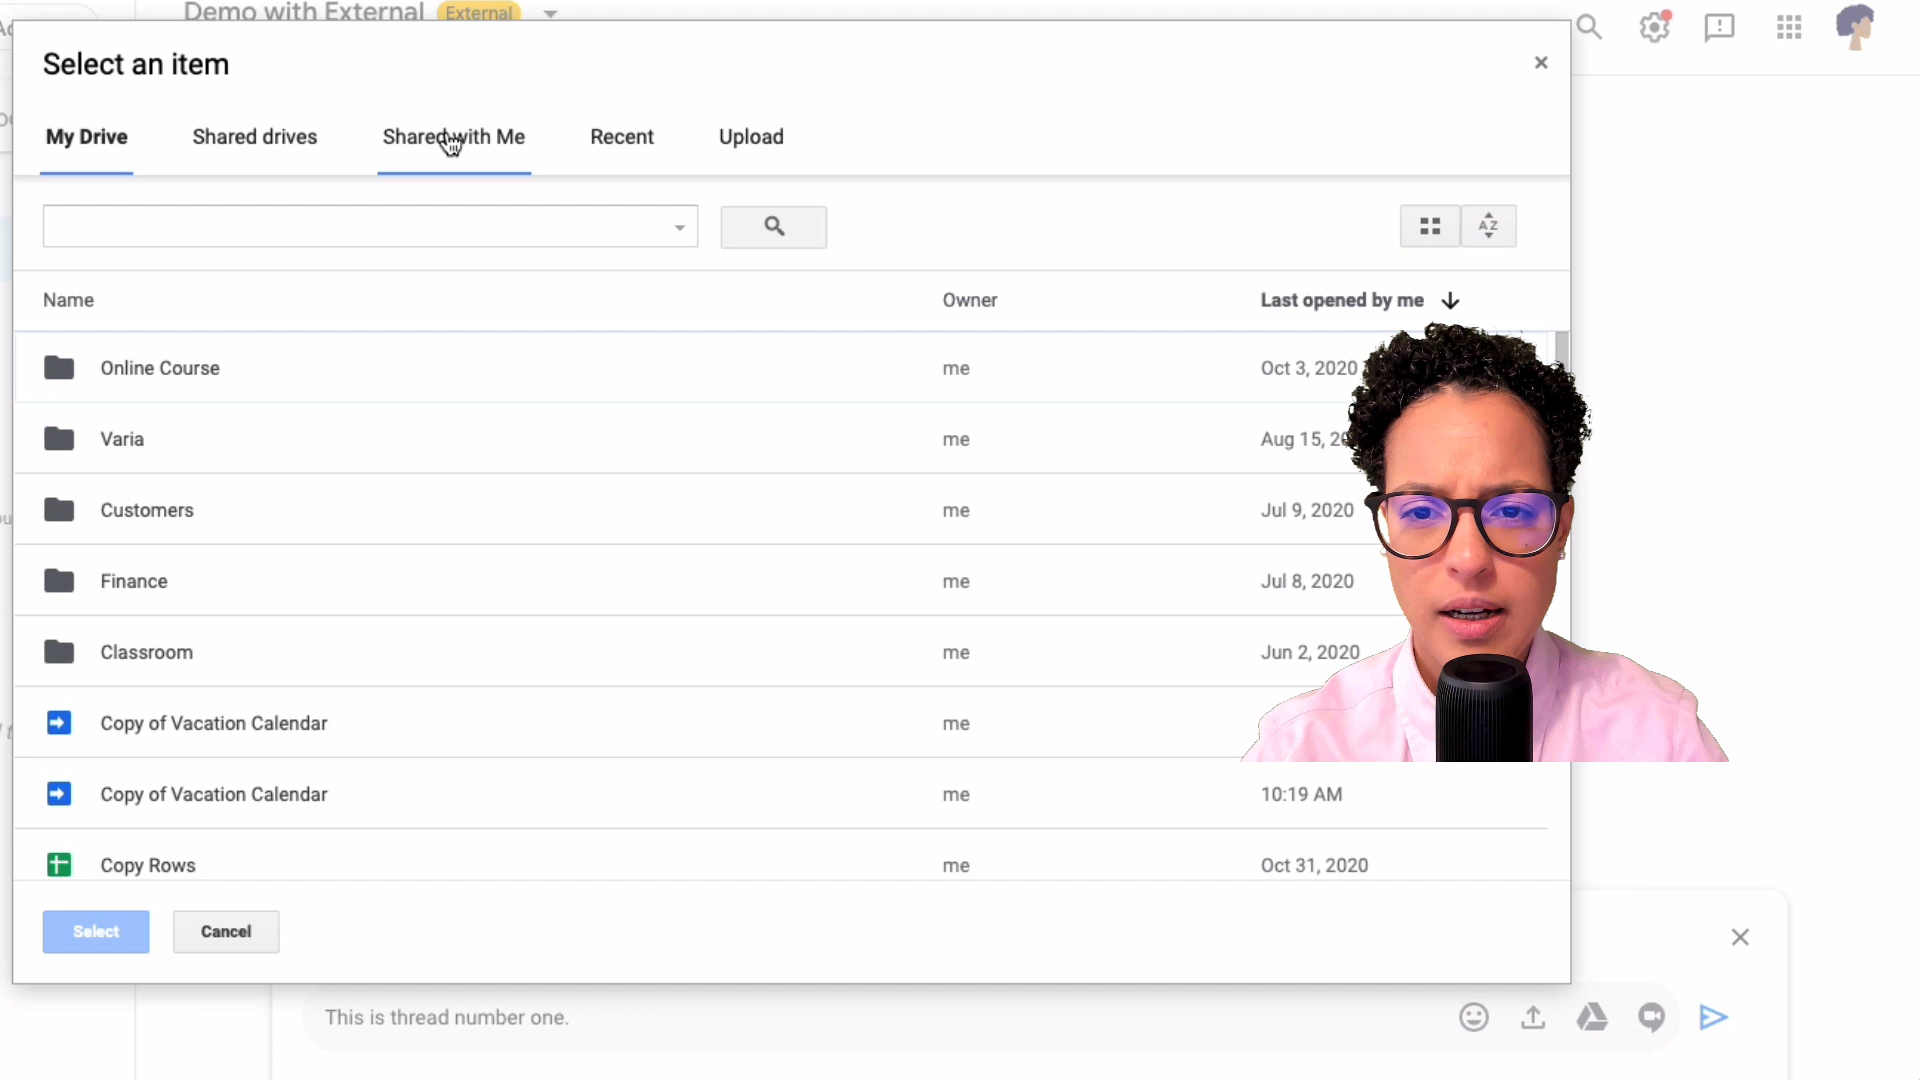 Demo with External External
Select an item
My Drive Shared drives Shared with Me Recent Upload
AZ
Name Owner Last opened by me
Online Course me Oct 3, 2020
Varia me Aug 15,
Customers me Jul 9, 2020
Finance me Jul 8, 2020
Classroom me Jun 2, 2020
Copy of Vacation Calendar me
Copy of Vacation Calendar me 10:19 AM
Copy Rows me Oct 31, 2020
Select Cancel
This is thread number one.